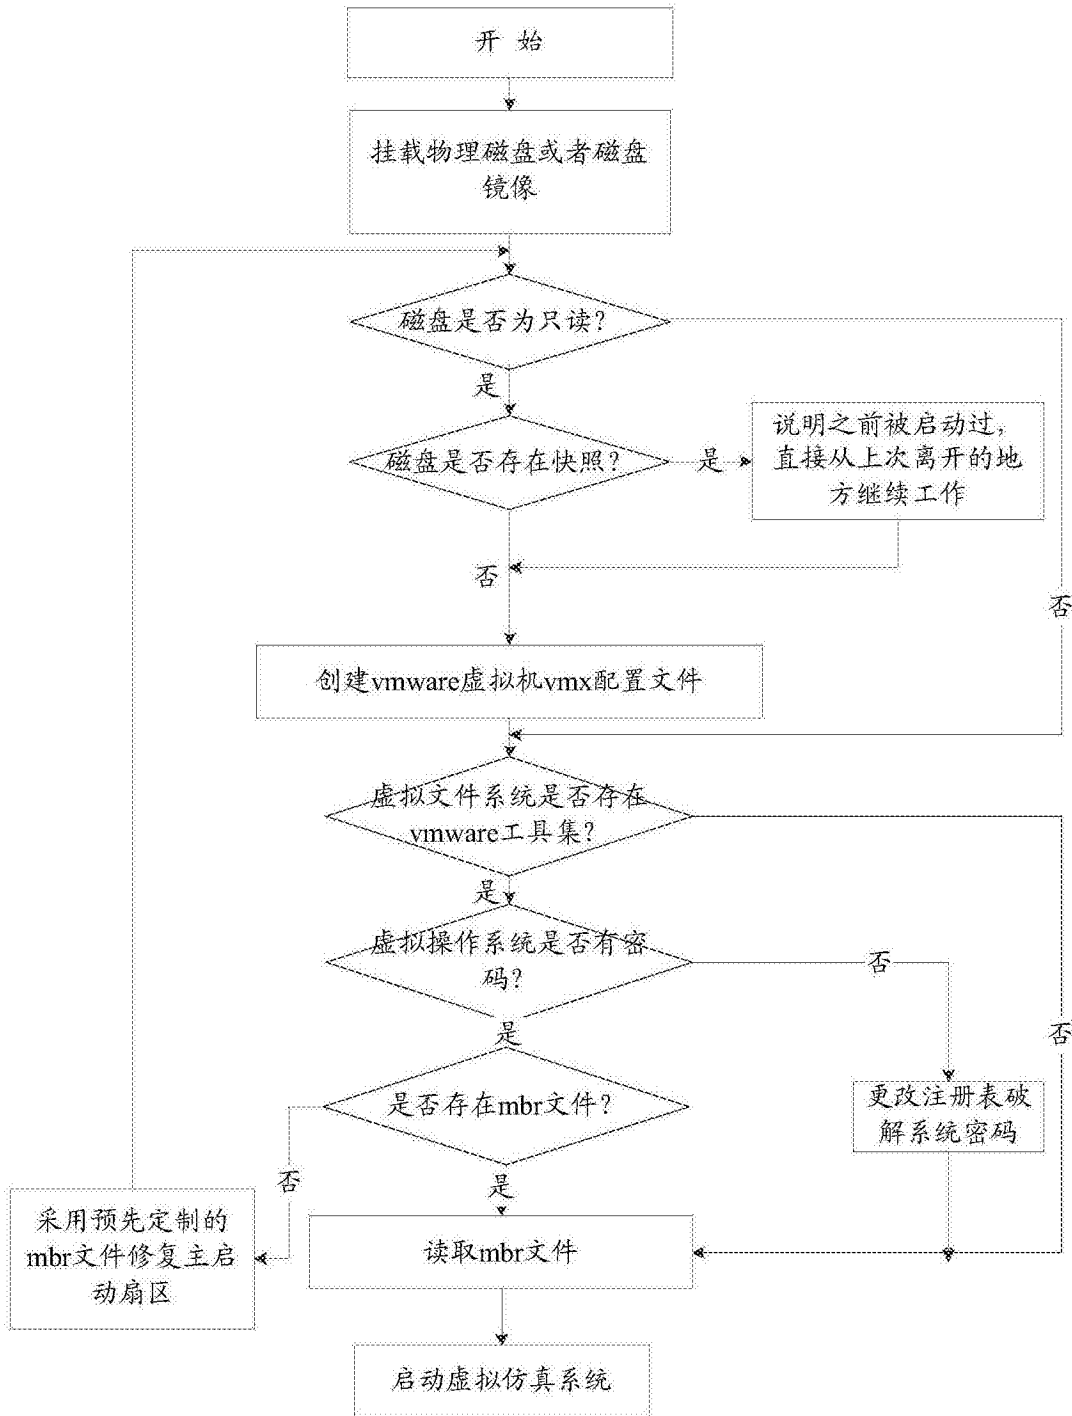 开 始
挂载物理磁盘或者磁盘
镜像
磁盘是否为只读?
是
磁盘是否存在快照?
是
说明之前被启动过,
直接从上次离开的地
方继续工作
否
否
创建vmware虚拟机vmx配置文件
虚拟文件系统是否存在
vmware工具集?
是
虚拟操作系统是否有密
码?
否
是
否
是否存在mbr文件?
更改注册表破
解系统密码
否
是
采用预先定制的
mbr文件修复主启
动扇区
读取mbr文件
启动虚拟仿真系统